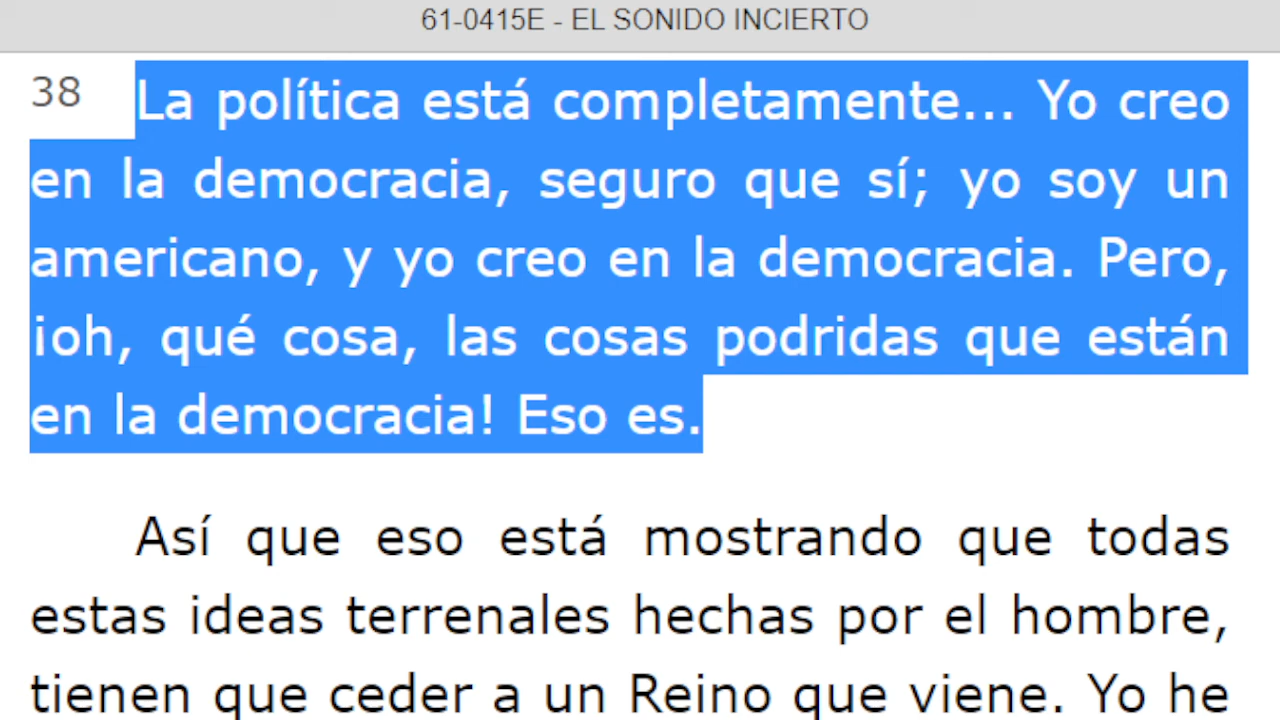 61-0415E - EL SONIDO INCIERTO
38 La política está completamente... Yo creo
en la democracia, seguro que sí; yo soy un
americano, y yo creo en la democracia. Pero,
¡oh, qué cosa, las cosas podridas que están
en la democracia! Eso es.
Así que eso está mostrando que todas
estas ideas terrenales hechas por el hombre,
tienen que ceder a un Reino que viene. Yo he